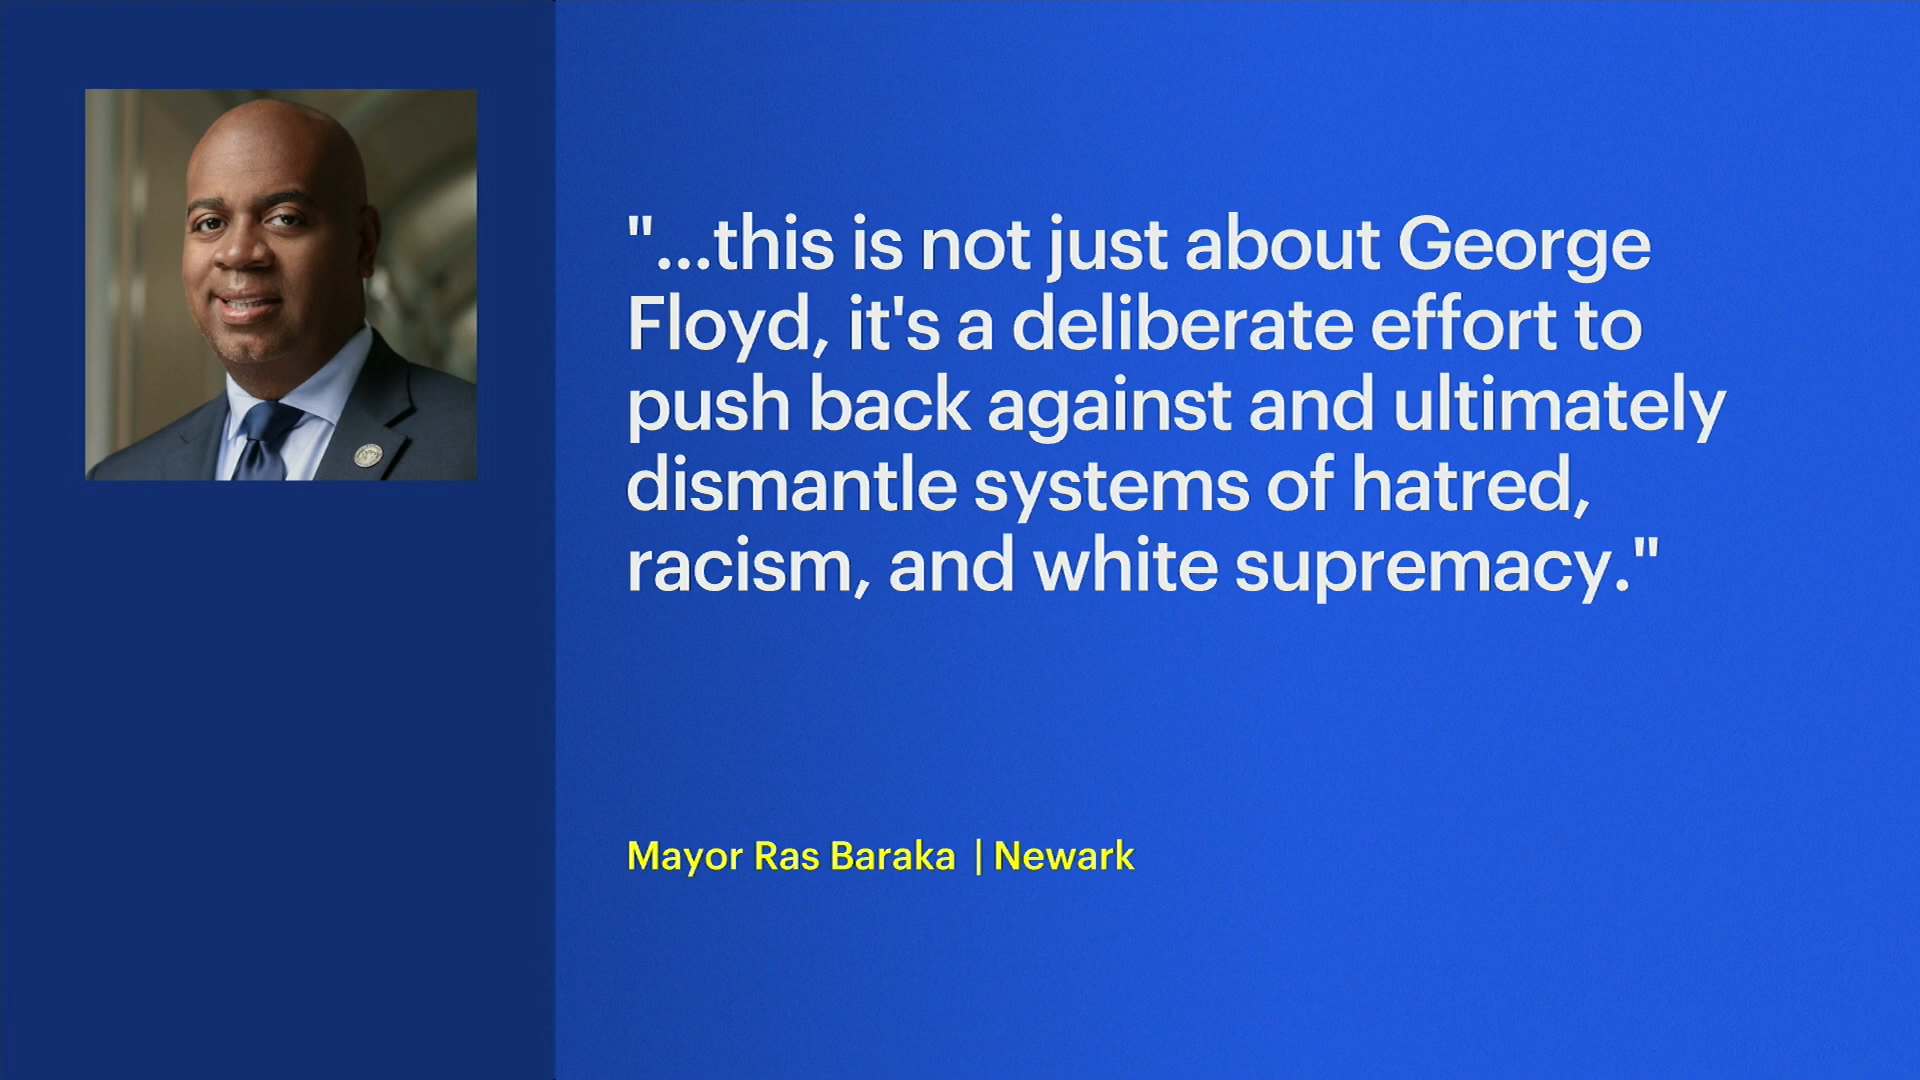 "...this is not just about George
Floyd, it's a deliberate effort to
push back against and ultimately
dismantle systems of hatred,
racism, and white supremacy."
Mayor Ras Baraka | Newark